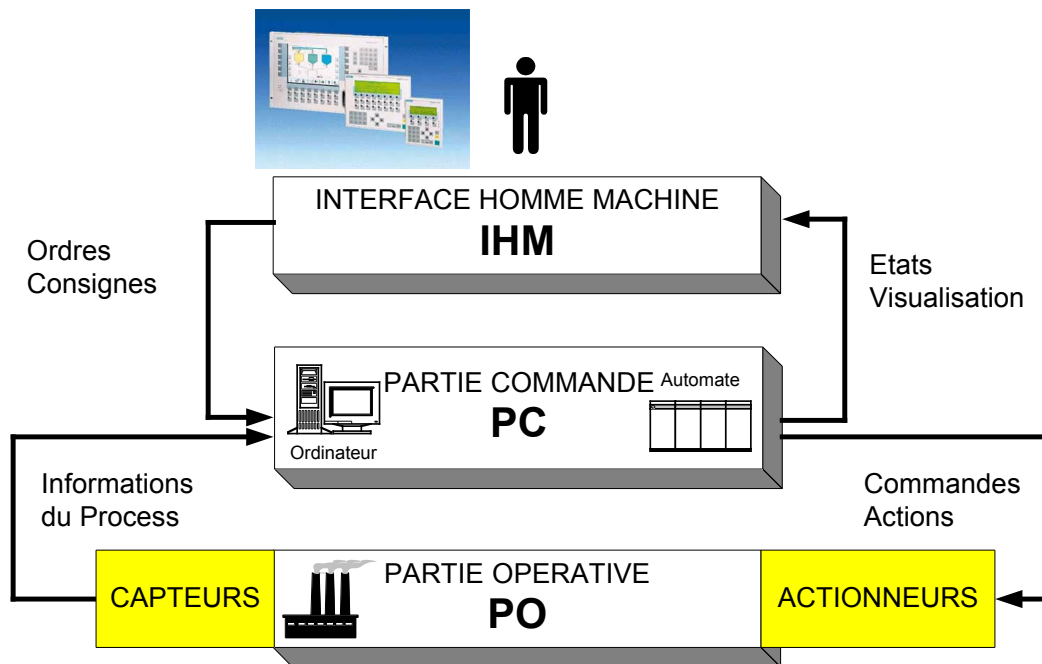 INTERFACE HOMME MACHINE
IHM
Ordres
Consignes
Etats
Visualisation
PARTIE COMMANDE
PC
Automate
Ordinateur
Informations
du Process
Commandes
Actions
CAPTEURS
PARTIE OPERATIVE
PO
ACTIONNEURS